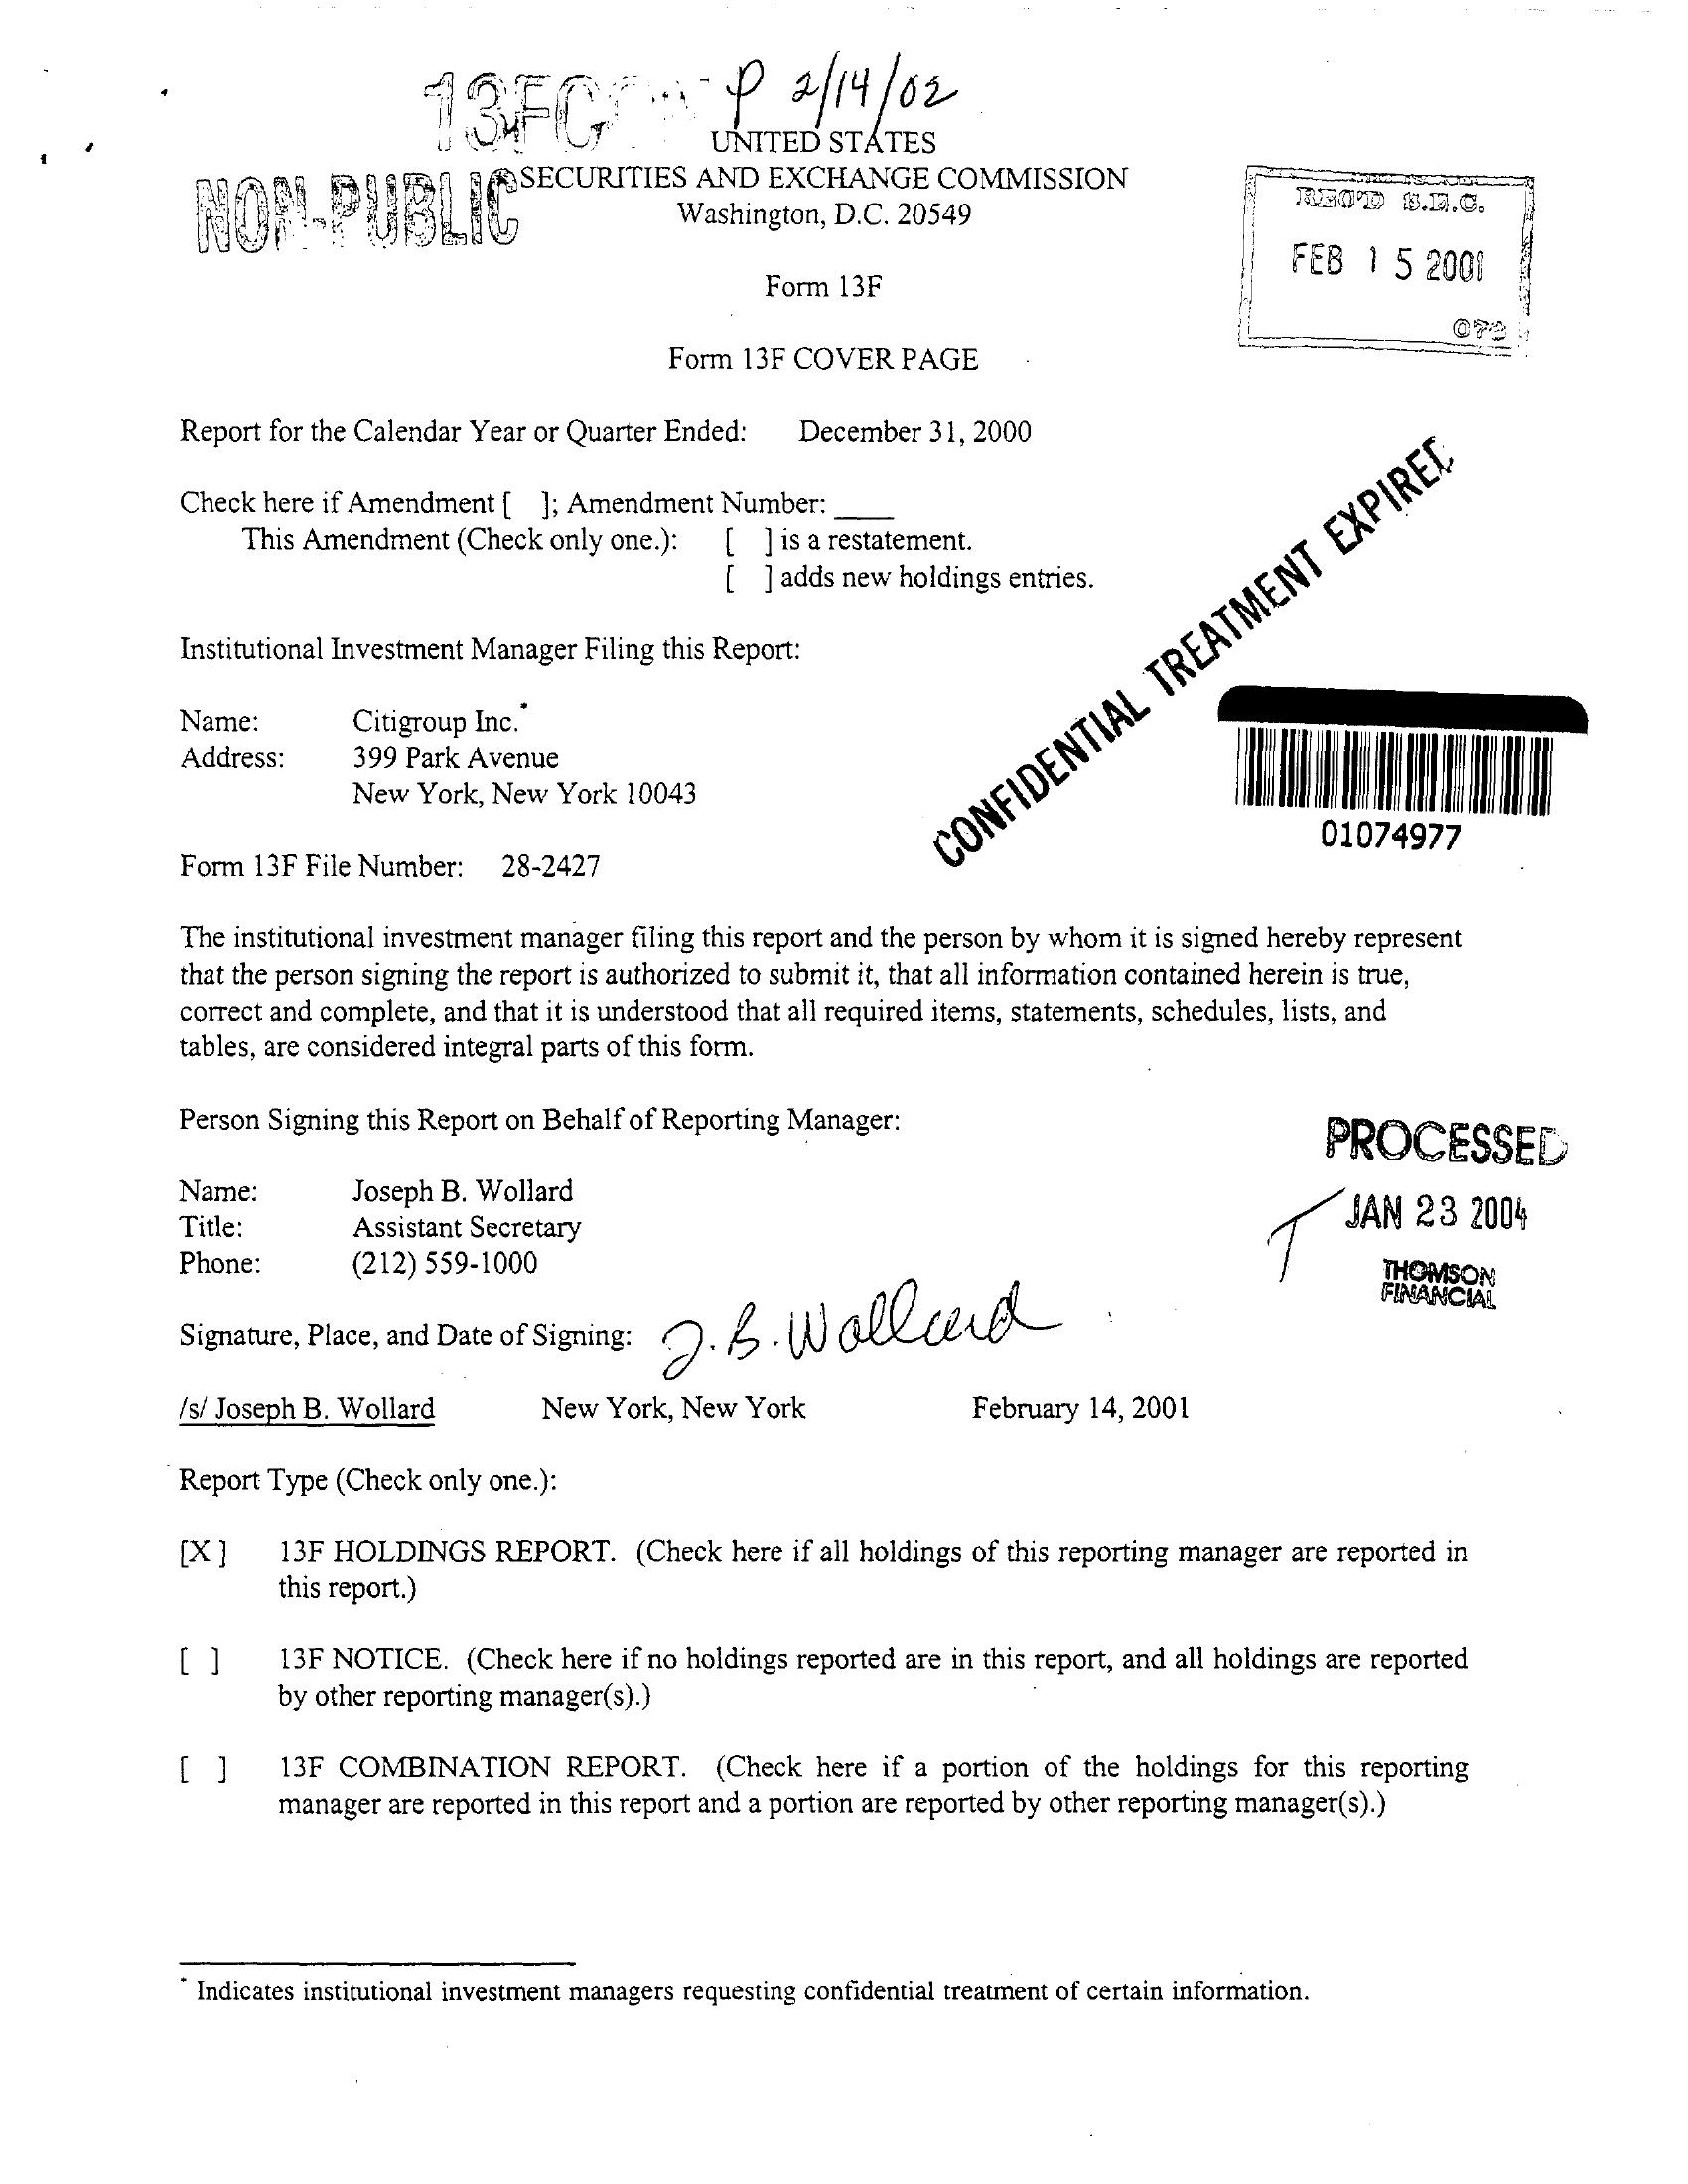 P 2/14/02
UNITED STATES
NON-PUBLIC
SECURITIES AND EXCHANGE COMMISSION
Washington, D.C. 20549
REC'D S.E.C.
FEB 15 2001
072
Form 13F
Form 13F COVER PAGE
Report for the Calendar Year or Quarter Ended: December 31, 2000
Check here if Amendment [ ]; Amendment Number: ____
This Amendment (Check only one.): [ ] is a restatement.
[ ] adds new holdings entries.
CONFIDENTIAL TREATMENT EXPIRED
Institutional Investment Manager Filing this Report:
Name: Citigroup Inc.*
Address: 399 Park Avenue
New York, New York 10043
01074977
Form 13F File Number: 28-2427
The institutional investment manager filing this report and the person by whom it is signed hereby represent
that the person signing the report is authorized to submit it, that all information contained herein is true,
correct and complete, and that it is understood that all required items, statements, schedules, lists, and
tables, are considered integral parts of this form.
Person Signing this Report on Behalf of Reporting Manager:
PROCESSED
JAN 23 2004
THOMSON
FINANCIAL
Name: Joseph B. Wollard
Title: Assistant Secretary
Phone: (212) 559-1000
Signature, Place, and Date of Signing: J. B. Wollard
/s/ Joseph B. Wollard New York, New York February 14, 2001
Report Type (Check only one.):
[X] 13F HOLDINGS REPORT. (Check here if all holdings of this reporting manager are reported in
this report.)
[ ] 13F NOTICE. (Check here if no holdings reported are in this report, and all holdings are reported
by other reporting manager(s).)
[ ] 13F COMBINATION REPORT. (Check here if a portion of the holdings for this reporting
manager are reported in this report and a portion are reported by other reporting manager(s).)
* Indicates institutional investment managers requesting confidential treatment of certain information.